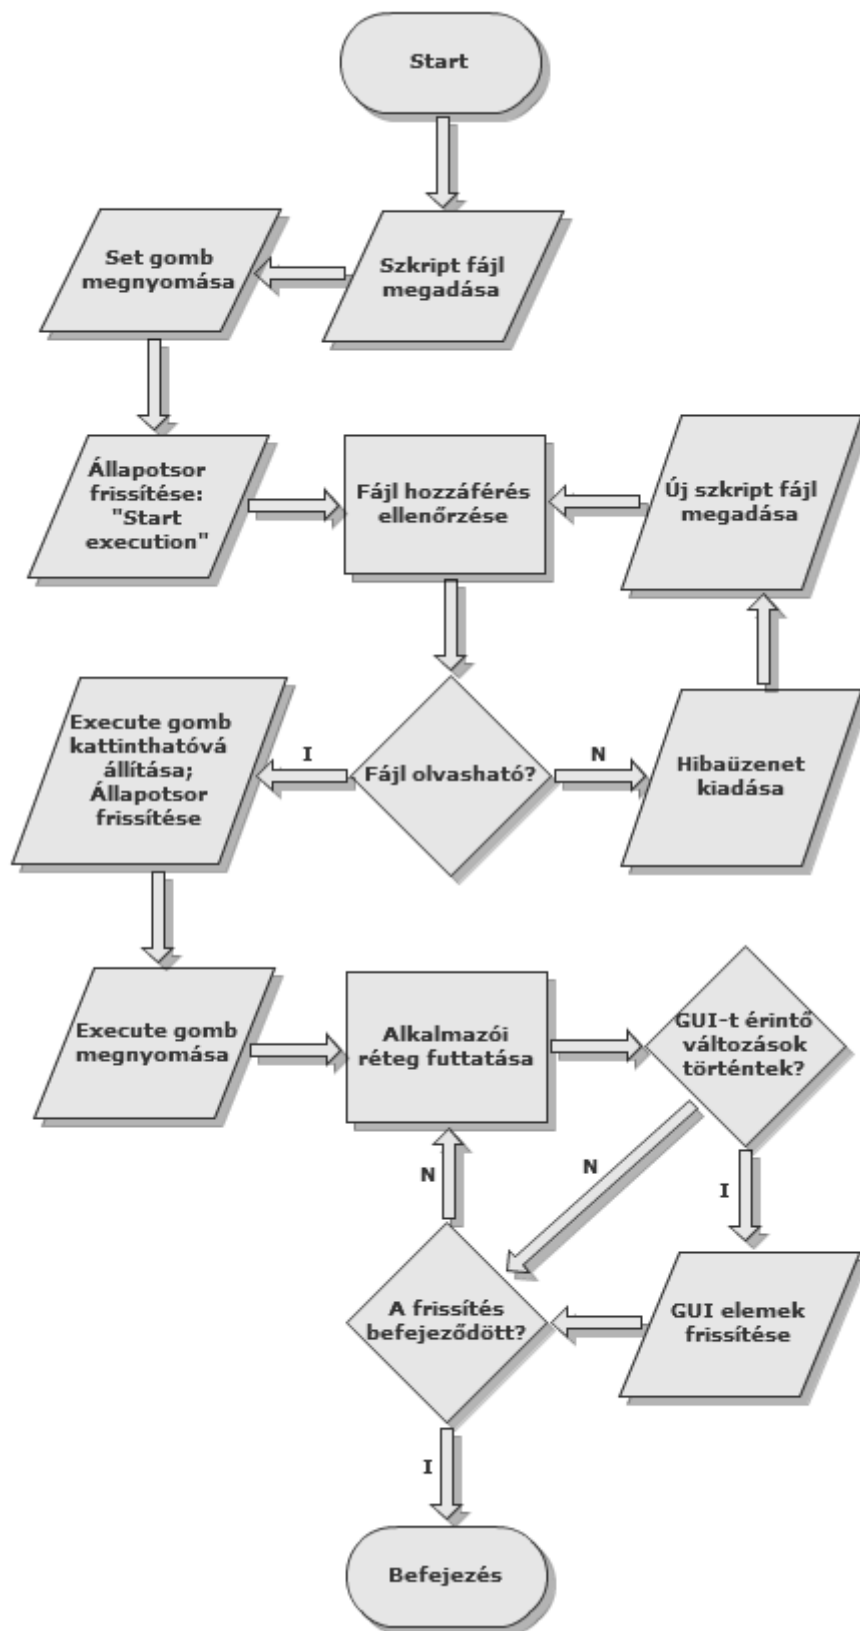 Start
Szkript fájl
megadása
Set gomb
megnyomása
Állapotsor
frissítése:
"Start
execution"
Fájl hozzáférés
ellenőrzése
Új szkript fájl
megadása
Fájl olvasható?
I
N
Execute gomb
kattinthatóvá
állítása;
Állapotsor
frissítése
Hibaüzenet
kiadása
Execute gomb
megnyomása
Alkalmazói
réteg futtatása
GUI-t érintő
változások
történtek?
N
N
I
A frissítés
befejeződött?
GUI elemek
frissítése
I
Befejezés